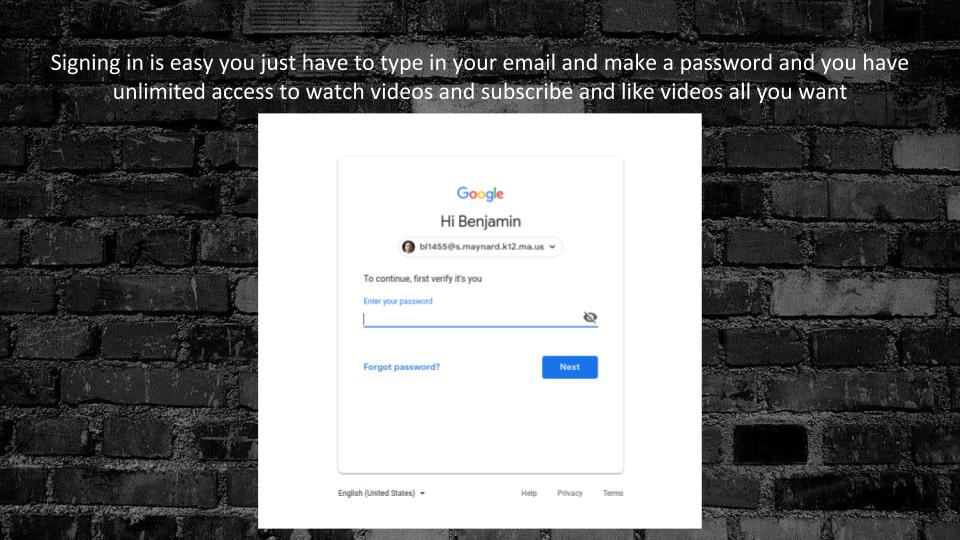 Signing in is easy you just have to type in your email and make a password and you have
unlimited access to watch videos and subscribe and like videos all you want
Google
Hi Benjamin
bl1455@s.maynard.k12.ma.us
To continue, first verify it's you
Enter your password
Forgot password?
Next
English (United States)
Help
Privacy
Terms